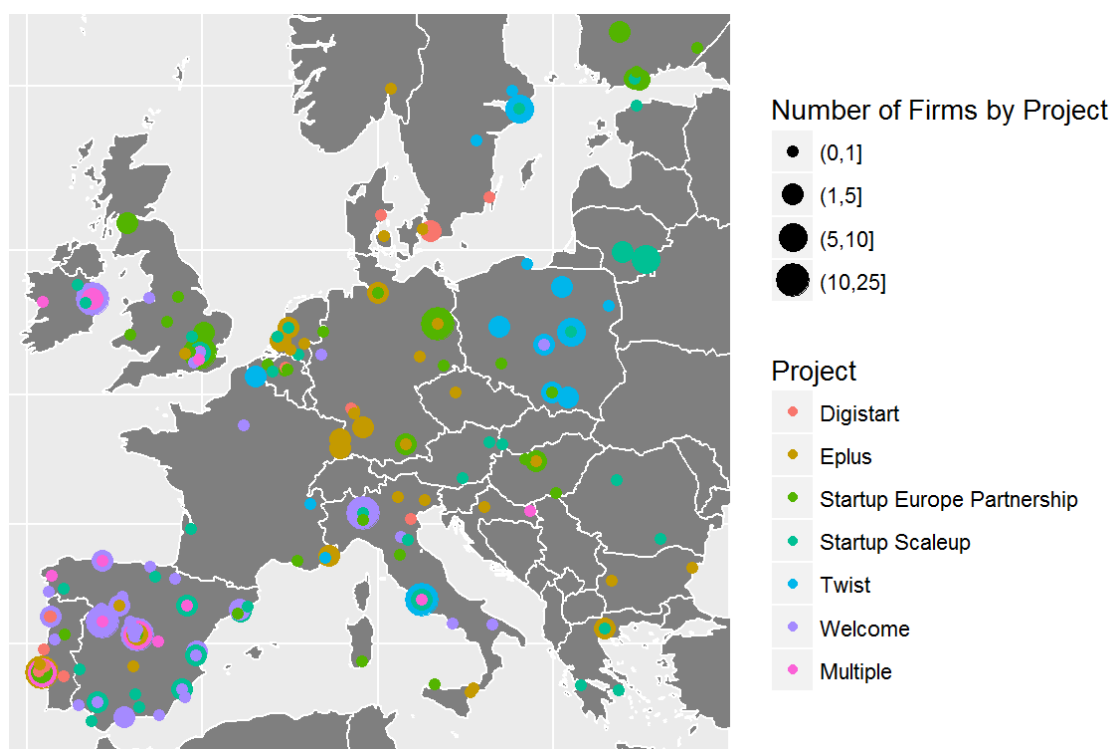 Number of Firms by Project
(0,1]
(1,5]
(5,10]
(10,25]
Project
Digistart
Eplus
Startup Europe Partnership
Startup Scaleup
Twist
Welcome
Multiple